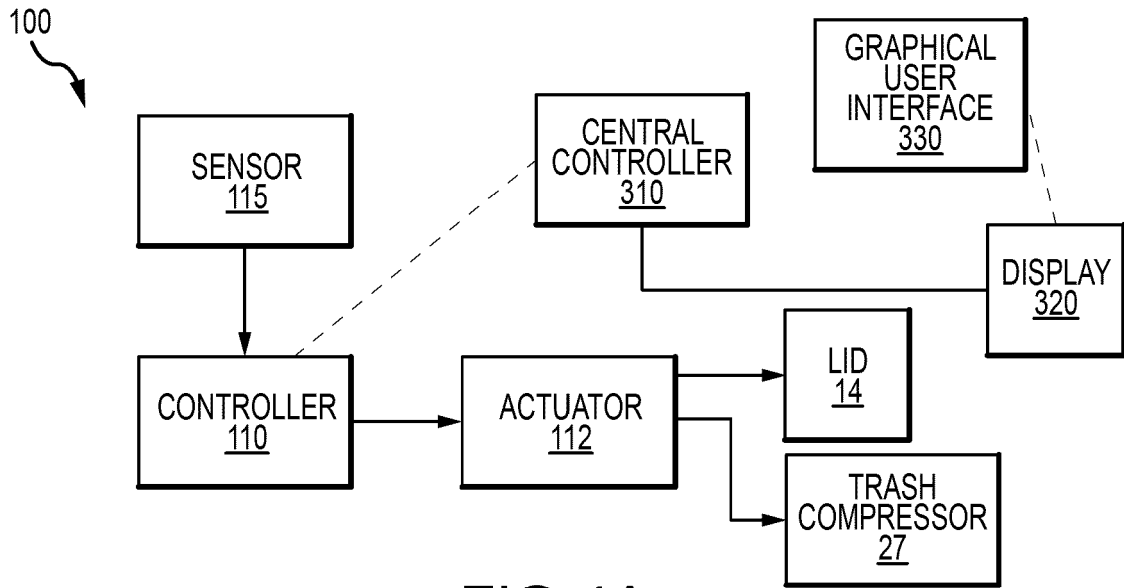 100
SENSOR
115
CENTRAL
CONTROLLER
310
GRAPHICAL
USER
INTERFACE
330
DISPLAY
320
CONTROLLER
110
ACTUATOR
112
LID
14
TRASH
COMPRESSOR
27